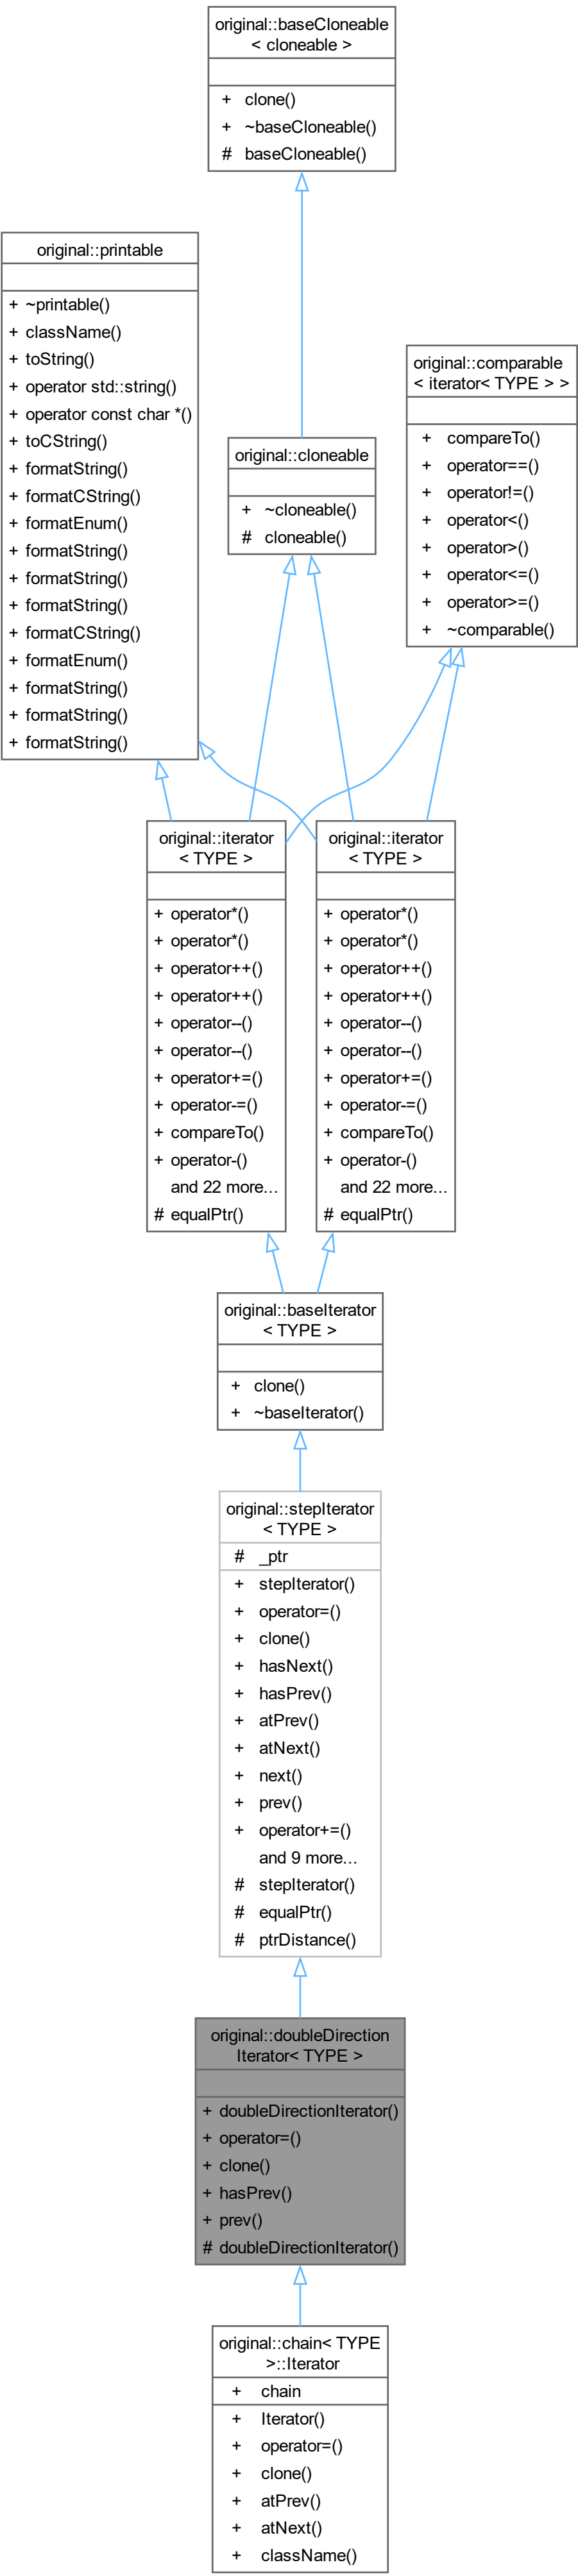 original::baseCloneable
< cloneable >
+ clone()
+ ~baseCloneable()
# baseCloneable()
original::printable
+ ~printable()
+ className()
+ toString()
+ operator std::string()
+ operator const char *()
+ toCString()
+ formatString()
+ formatCString()
+ formatEnum()
+ formatString()
+ formatString()
+ formatString()
+ formatCString()
+ formatEnum()
+ formatString()
+ formatString()
+ formatString()
original::comparable
< iterator< TYPE > >
+ compareTo()
+ operator==()
+ operator!=()
+ operator<()
+ operator>()
+ operator<=()
+ operator>=()
+ ~comparable()
original::cloneable
+ ~cloneable()
# cloneable()
original::iterator
< TYPE >
+ operator*()
+ operator*()
+ operator++()
+ operator++()
+ operator--()
+ operator--()
+ operator+=()
+ operator-=()
+ compareTo()
+ operator-()
and 22 more...
# equalPtr()
original::iterator
< TYPE >
+ operator*()
+ operator*()
+ operator++()
+ operator++()
+ operator--()
+ operator--()
+ operator+=()
+ operator-=()
+ compareTo()
+ operator-()
and 22 more...
# equalPtr()
original::baseIterator
< TYPE >
+ clone()
+ ~baseIterator()
original::stepIterator
< TYPE >
# _ptr
+ stepIterator()
+ operator=()
+ clone()
+ hasNext()
+ hasPrev()
+ atPrev()
+ atNext()
+ next()
+ prev()
+ operator+=()
and 9 more...
# stepIterator()
# equalPtr()
# ptrDistance()
original::doubleDirection
Iterator< TYPE >
+ doubleDirectionIterator()
+ operator=()
+ clone()
+ hasPrev()
+ prev()
# doubleDirectionIterator()
original::chain< TYPE
>::Iterator
+ chain
+ Iterator()
+ operator=()
+ clone()
+ atPrev()
+ atNext()
+ className()